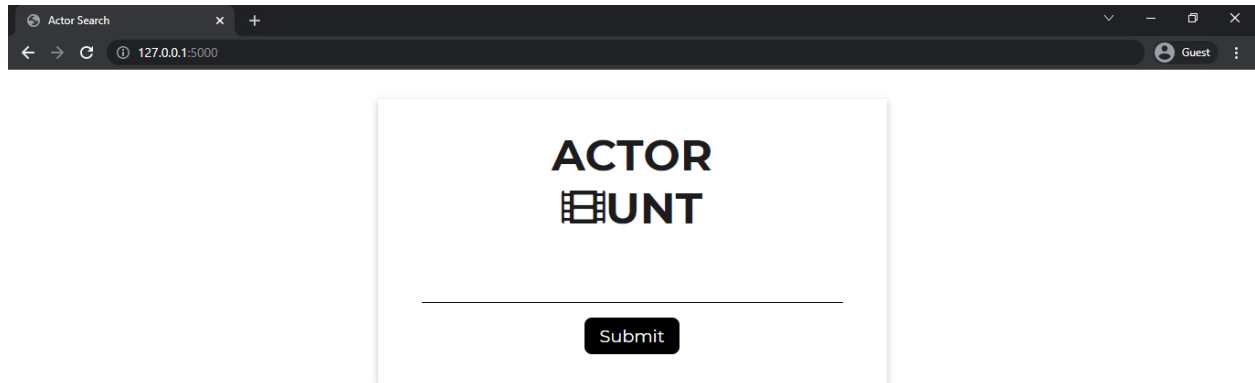 Actor Search
127.0.0.1:5000
Guest
ACTOR
UNT
Submit